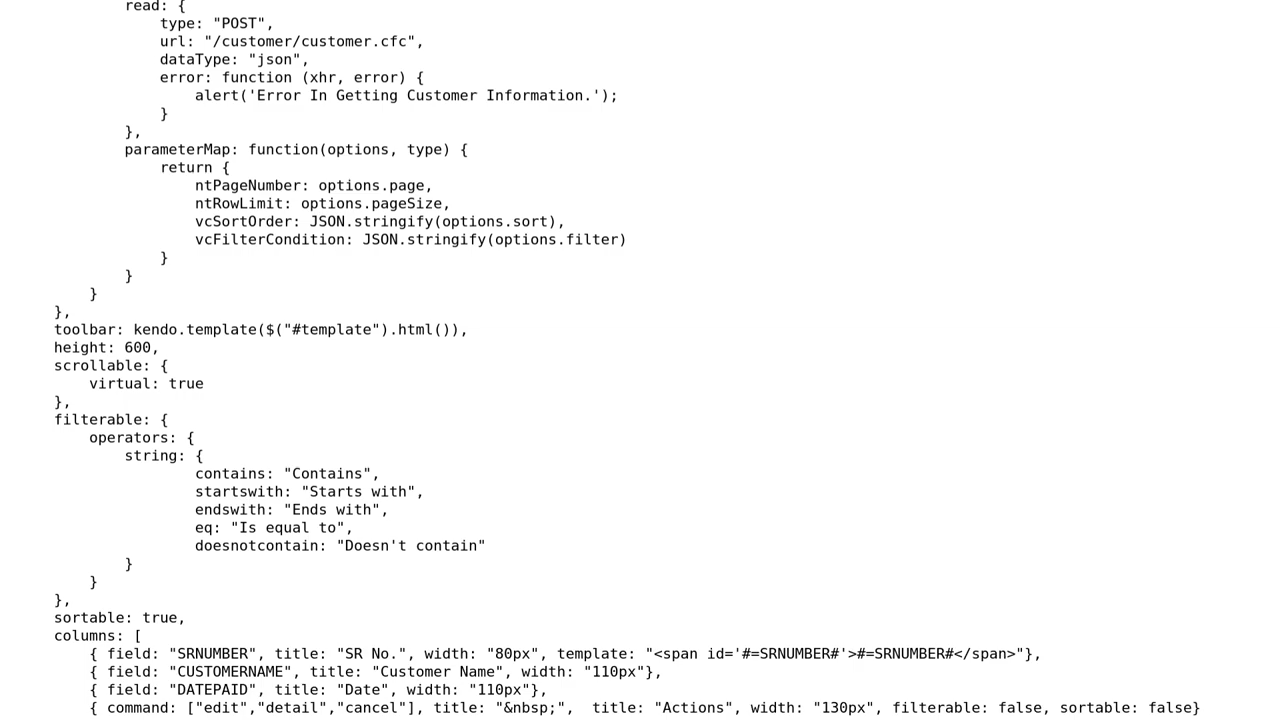 read: {
type: "POST",
url: "/customer/customer.cfc",
dataType: "json",
error: function (xhr, error) {
alert('Error In Getting Customer Information.');
}
},
parameterMap: function(options, type) {
return {
ntPageNumber: options.page,
ntRowLimit: options.pageSize,
vcSortOrder: JSON.stringify(options.sort),
vcFilterCondition: JSON.stringify(options.filter)
}
}
}
},
toolbar: kendo.template($("#template").html()),
height: 600,
scrollable: {
virtual: true
},
filterable: {
operators: {
string: {
contains: "Contains",
startswith: "Starts with",
endswith: "Ends with",
eq: "Is equal to",
doesnotcontain: "Doesn't contain"
}
}
},
sortable: true,
columns: [
{ field: "SRNUMBER", title: "SR No.", width: "80px", template: "<span id='#=SRNUMBER#'>#=SRNUMBER#</span>"},
{ field: "CUSTOMERNAME", title: "Customer Name", width: "110px"},
{ field: "DATEPAID", title: "Date", width: "110px"},
{ command: ["edit","detail","cancel"], title: "&nbsp;",  title: "Actions", width: "130px", filterable: false, sortable: false}